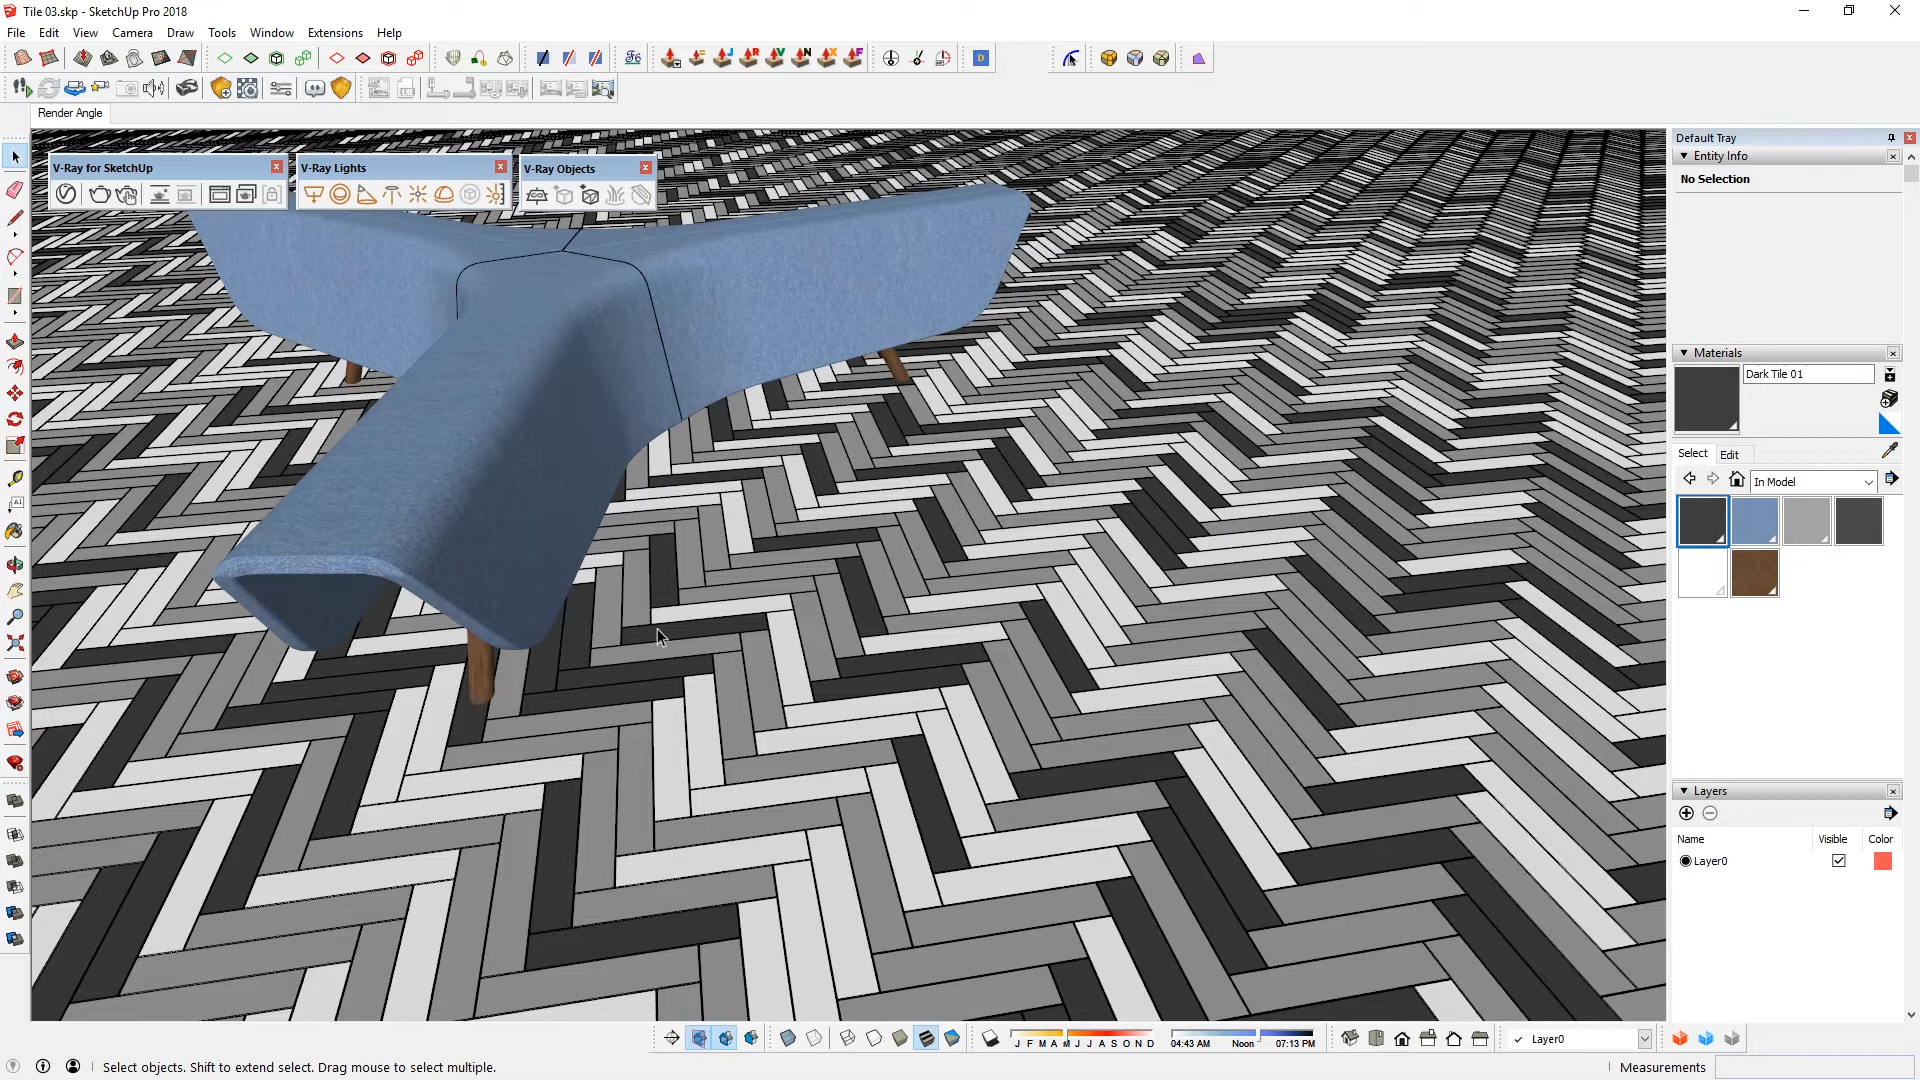 Tile 03.skp - SketchUp Pro 2018
File Edit View Camera Draw Tools Window Extensions Help
Render Angle
V-Ray for SketchUp
V-Ray Lights
V-Ray Objects
Default Tray
Entity Info
No Selection
Materials
Dark Tile 01
Select Edit
In Model
Layers
Name Visible Color
Layer0
J F M A M J J A S O N D
04:43 AM Noon 07:13 PM
Layer0
Select objects. Shift to extend select. Drag mouse to select multiple.
Measurements